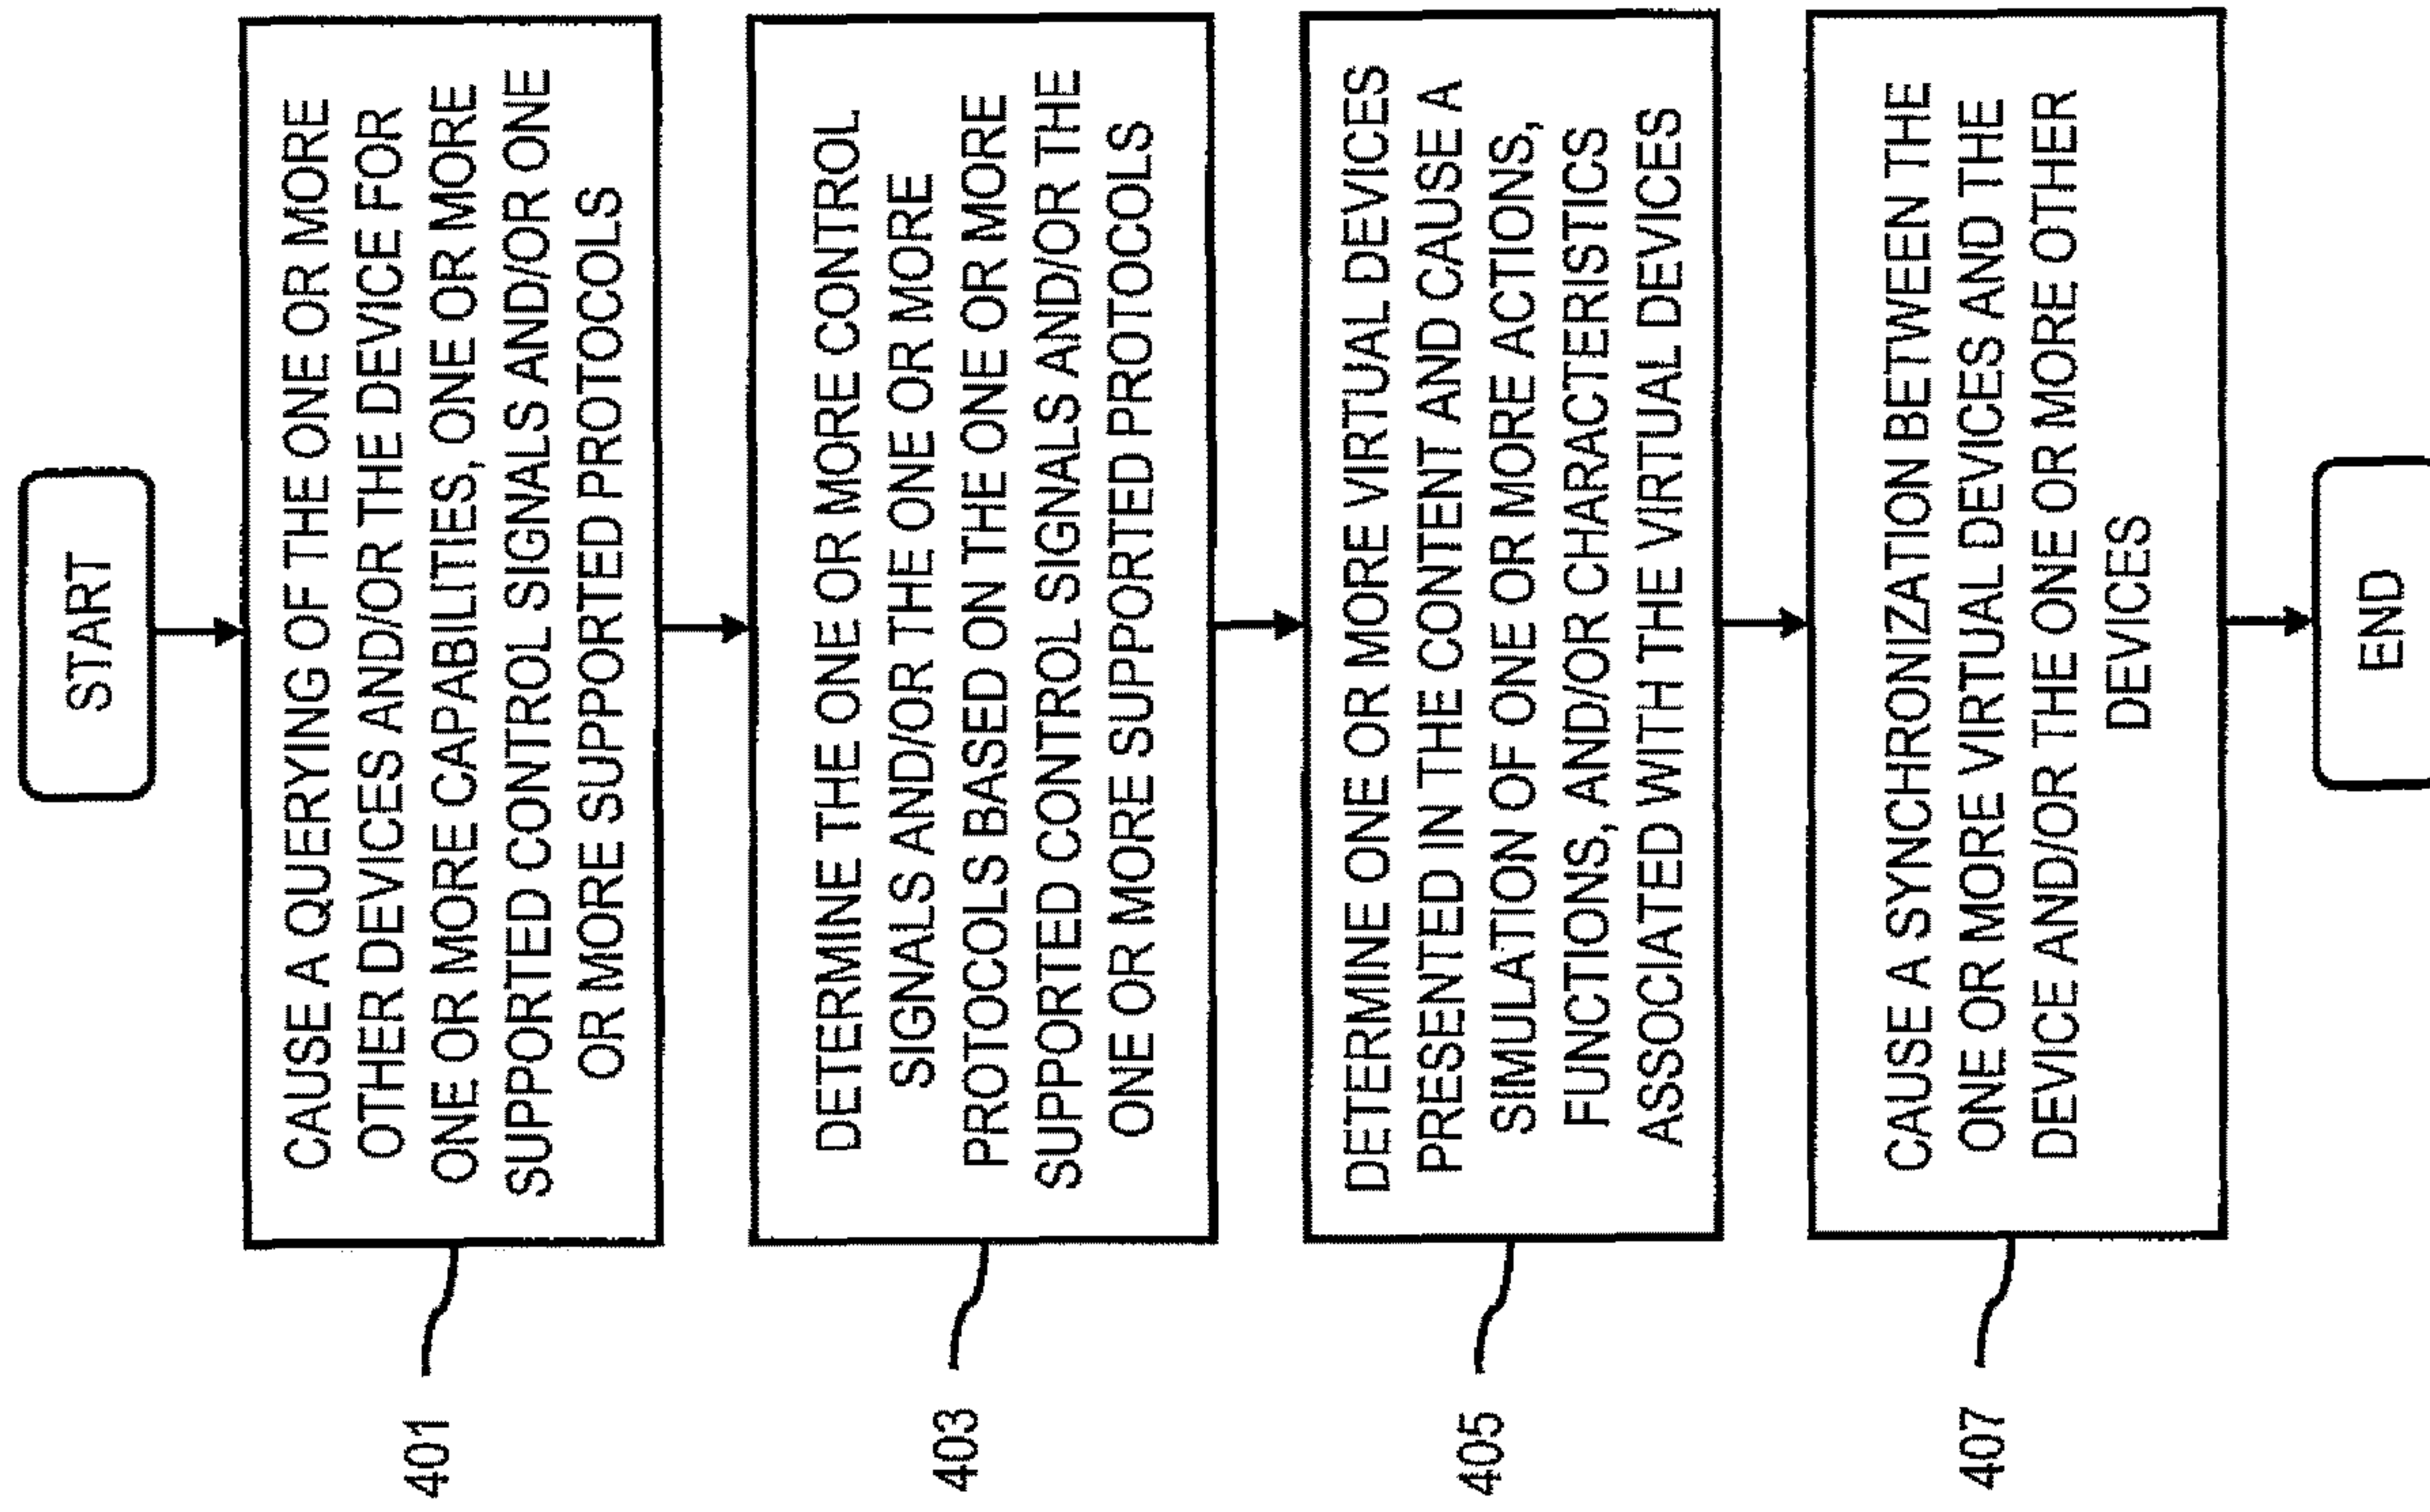 START
CAUSE A QUERYING OF THE ONE OR MORE
OTHER DEVICES AND/OR THE DEVICE FOR
ONE OR MORE CAPABILITIES, ONE OR MORE
SUPPORTED CONTROL SIGNALS AND/OR ONE
OR MORE SUPPORTED PROTOCOLS
401
DETERMINE THE ONE OR MORE CONTROL
SIGNALS AND/OR THE ONE OR MORE
PROTOCOLS BASED ON THE ONE OR MORE
SUPPORTED CONTROL SIGNALS AND/OR THE
ONE OR MORE SUPPORTED PROTOCOLS
403
DETERMINE ONE OR MORE VIRTUAL DEVICES
PRESENTED IN THE CONTENT AND CAUSE A
SIMULATION OF ONE OR MORE ACTIONS,
FUNCTIONS, AND/OR CHARACTERISTICS
ASSOCIATED WITH THE VIRTUAL DEVICES
405
CAUSE A SYNCHRONIZATION BETWEEN THE
ONE OR MORE VIRTUAL DEVICES AND THE
DEVICE AND/OR THE ONE OR MORE OTHER
DEVICES
407
END